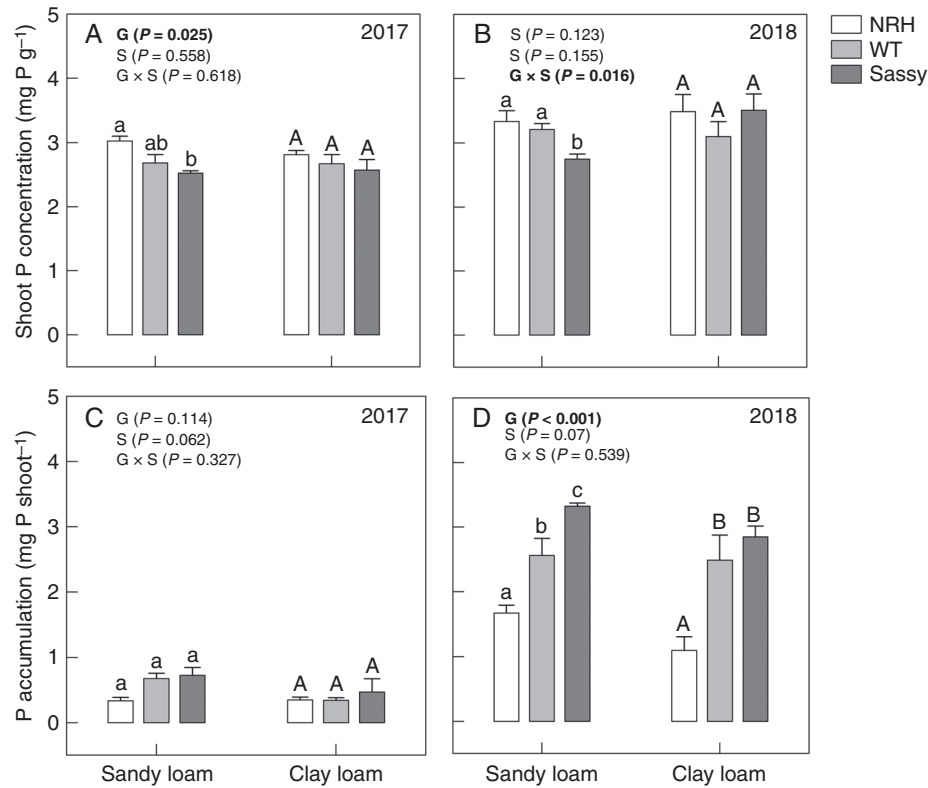 A
G (P = 0.025)
S (P = 0.558)
G × S (P = 0.618)
2017
B
S (P = 0.123)
S (P = 0.155)
G × S (P = 0.016)
2018
NRH
WT
Sassy
Shoot P concentration (mg P g⁻¹)
5
4
3
2
1
0
a
ab
b
A
A
A
a
a
b
A
A
A
C
G (P = 0.114)
S (P = 0.062)
G × S (P = 0.327)
2017
D
G (P < 0.001)
S (P = 0.07)
G × S (P = 0.539)
2018
P accumulation (mg P shoot⁻¹)
5
4
3
2
1
0
a
a
a
A
A
A
a
b
c
A
B
B
Sandy loam
Clay loam
Sandy loam
Clay loam